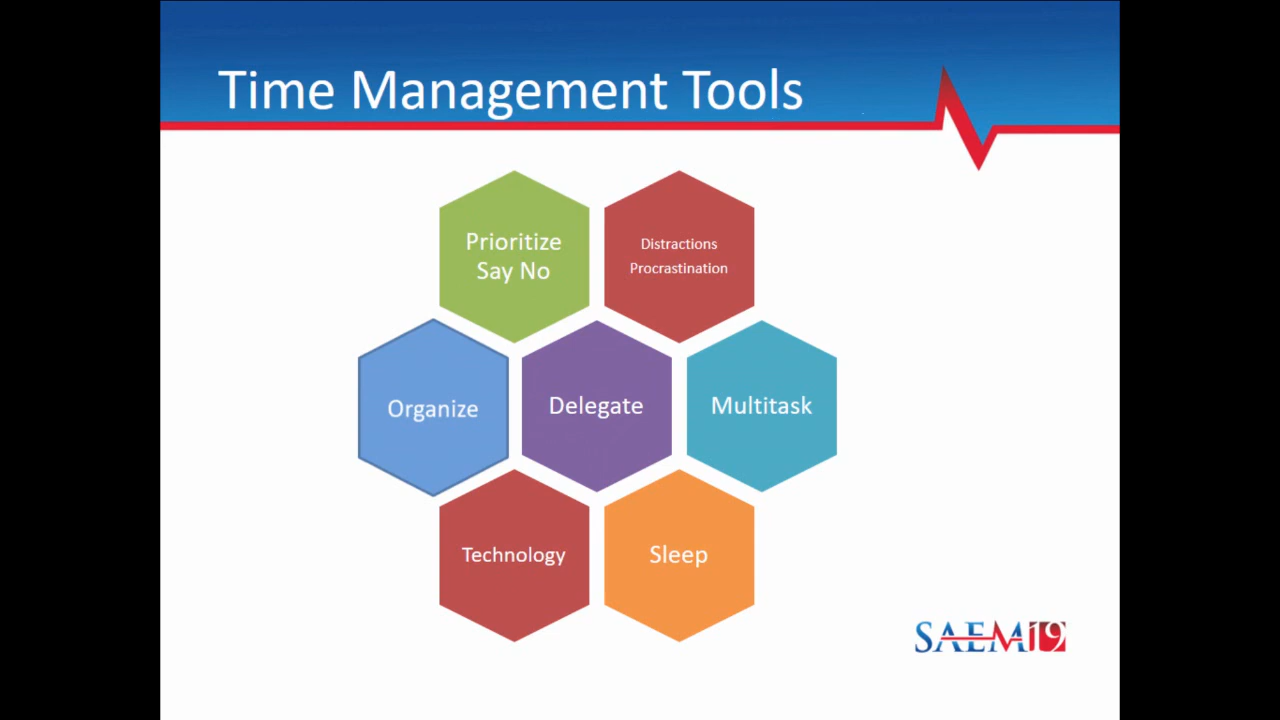 Time Management Tools
Prioritize
Say No
Distractions
Procrastination
Organize
Delegate
Multitask
Technology
Sleep
SAEM19